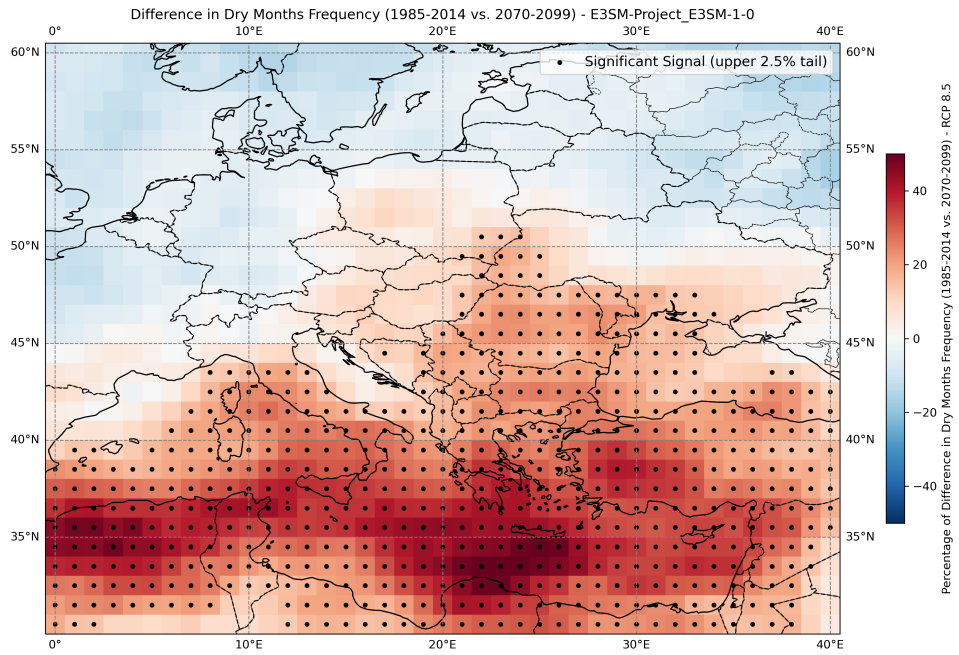 Difference in Dry Months Frequency (1985-2014 vs. 2070-2099) - E3SM-Project_E3SM-1-0
0° 10°E 20°E 30°E 40°E
60°N 60°N
Significant Signal (upper 2.5% tail)
55°N 55°N
50°N 50°N
45°N 45°N
40°N 40°N
35°N 35°N
0° 10°E 20°E 30°E 40°E
40
20
0
−20
−40
Percentage of Difference in Dry Months Frequency (1985-2014 vs. 2070-2099) - RCP 8.5